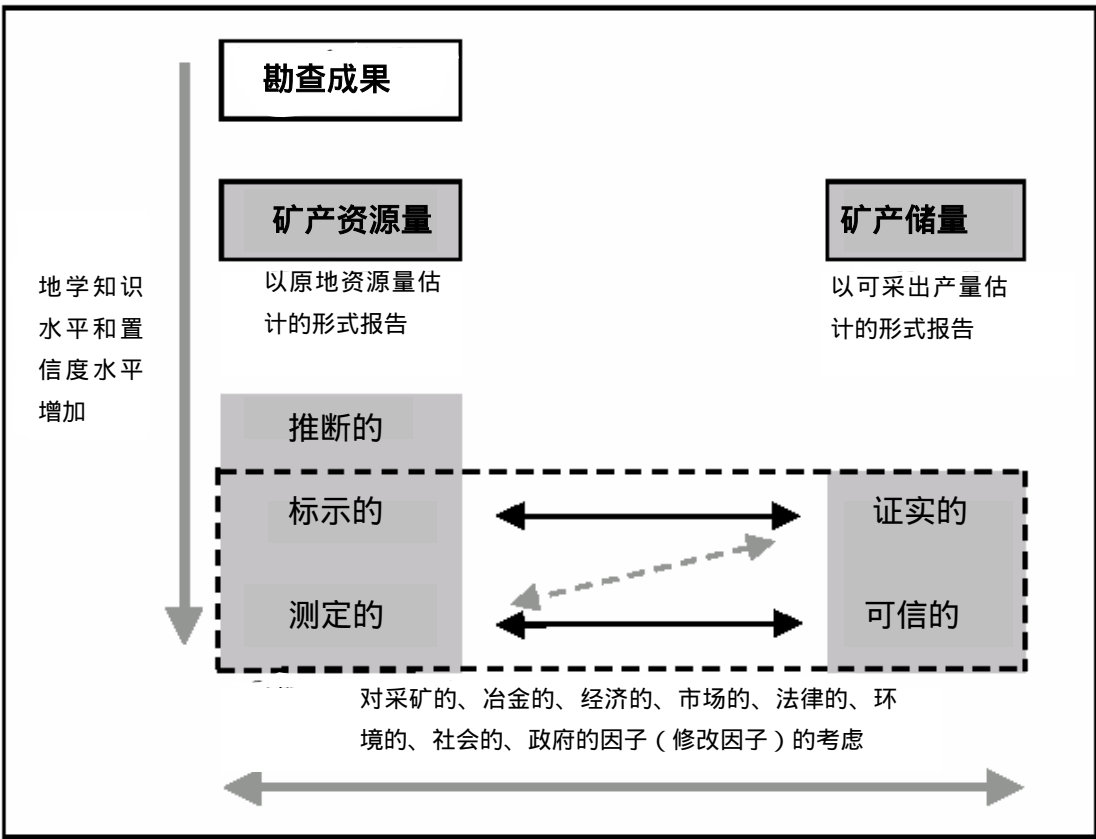 勘查成果
矿产资源量
矿产储量
以原地资源量估
计的形式报告
以可采出产量估
计的形式报告
地学知识
水平和置
信度水平
增加
推断的
标示的
证实的
测定的
可信的
对采矿的、冶金的、经济的、市场的、法律的、环
境的、社会的、政府的因子（修改因子）的考虑